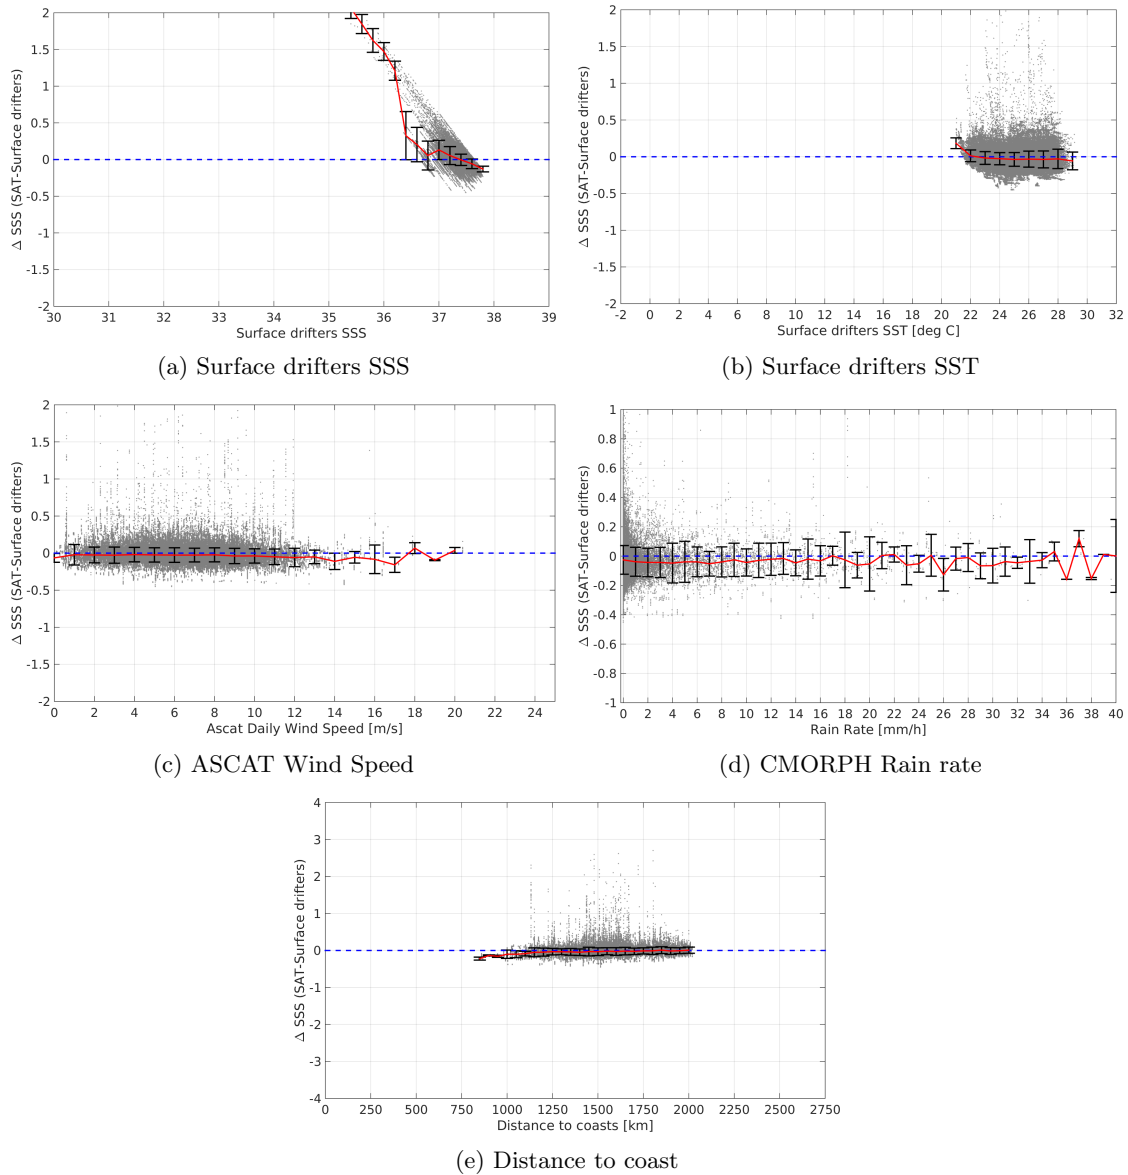 2
1.5
1
0.5
0
-0.5
-1
-1.5
-2
Δ SSS (SAT-Surface drifters)
30 31 32 33 34 35 36 37 38 39
Surface drifters SSS
(a) Surface drifters SSS
2
1.5
1
0.5
0
-0.5
-1
-1.5
-2
Δ SSS (SAT-Surface drifters)
-2 0 2 4 6 8 10 12 14 16 18 20 22 24 26 28 30 32
Surface drifters SST [deg C]
(b) Surface drifters SST
2
1.5
1
0.5
0
-0.5
-1
-1.5
-2
Δ SSS (SAT-Surface drifters)
0 2 4 6 8 10 12 14 16 18 20 22 24
Ascat Daily Wind Speed [m/s]
(c) ASCAT Wind Speed
1
0.8
0.6
0.4
0.2
0
-0.2
-0.4
-0.6
-0.8
-1
Δ SSS (SAT-Surface drifters)
0 2 4 6 8 10 12 14 16 18 20 22 24 26 28 30 32 34 36 38 40
Rain Rate [mm/h]
(d) CMORPH Rain rate
4
3
2
1
0
-1
-2
-3
-4
Δ SSS (SAT-Surface drifters)
0 250 500 750 1000 1250 1500 1750 2000 2250 2500 2750
Distance to coasts [km]
(e) Distance to coast